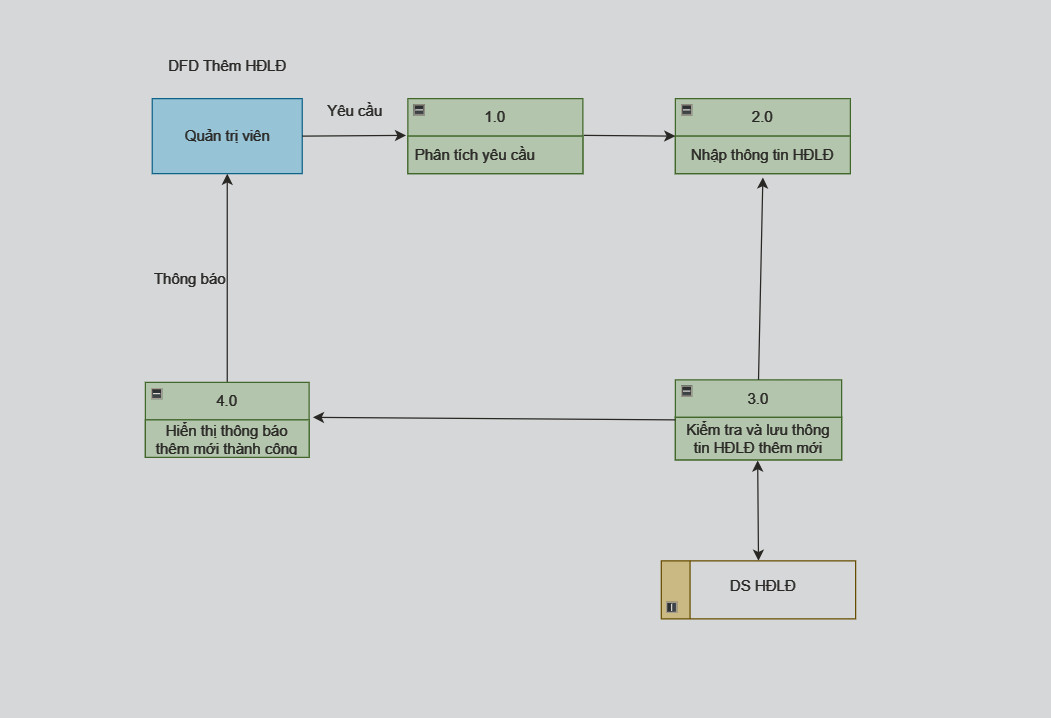 DFD Thêm HĐLĐ
Quản trị viên
Yêu cầu
1.0
Phân tích yêu cầu
2.0
Nhập thông tin HĐLĐ
Thông báo
4.0
Hiển thị thông báo
thêm mới thành công
3.0
Kiểm tra và lưu thông
tin HĐLĐ thêm mới
DS HĐLĐ